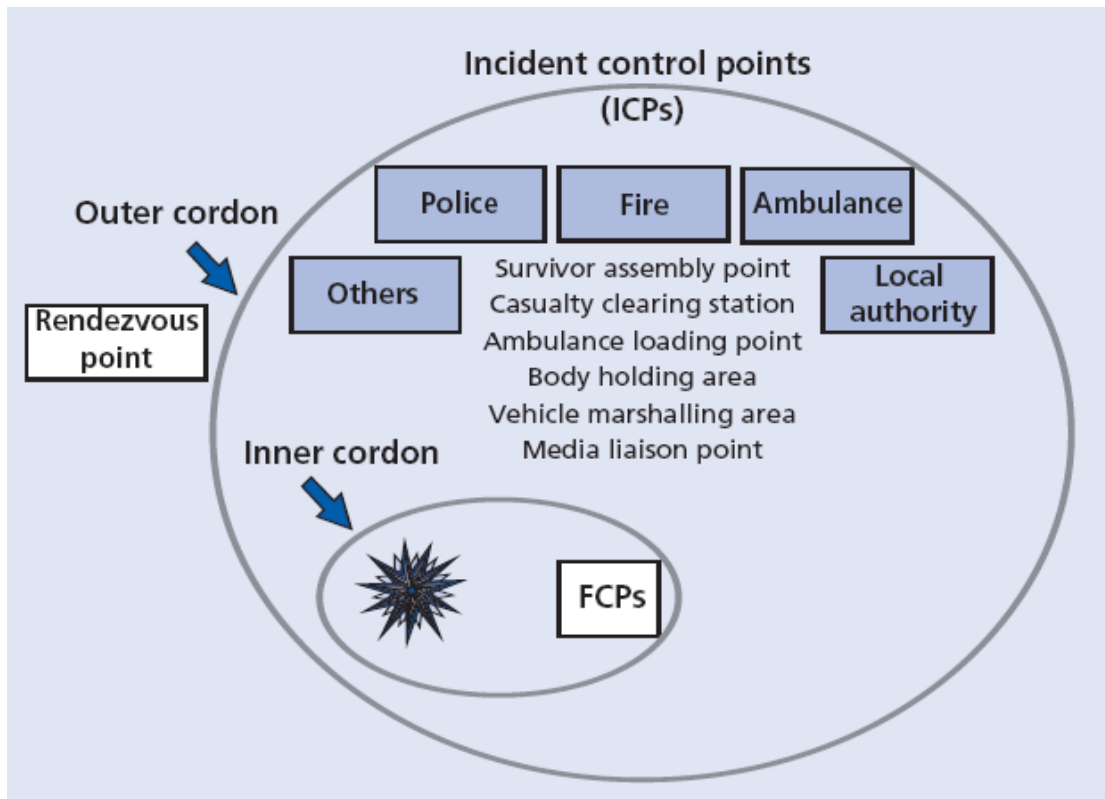 Incident control points
(ICPs)
Outer cordon
Police
Fire
Ambulance
Others
Survivor assembly point
Casualty clearing station
Ambulance loading point
Body holding area
Vehicle marshalling area
Media liaison point
Local
authority
Rendezvous
point
Inner cordon
FCPs